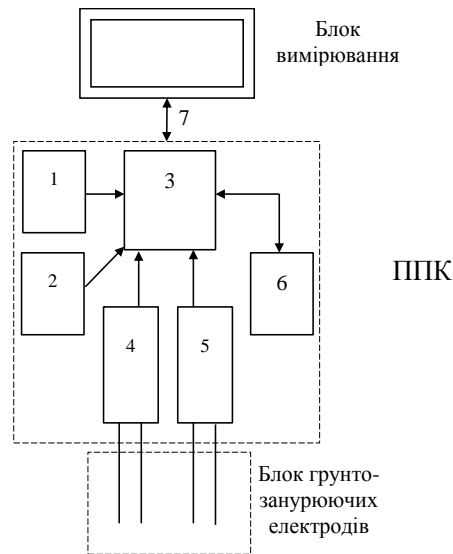 Блок
вимірювання
7
1
3
2
6
ППК
4
5
Блок грунто-
занурюючих
електродів